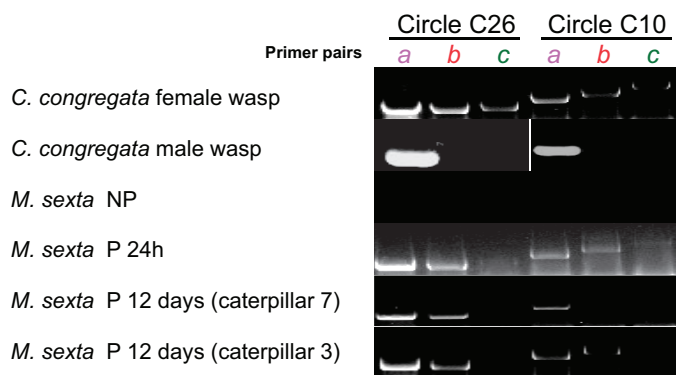 Circle C26 Circle C10
Primer pairs a b c a b c
C. congregata female wasp
C. congregata male wasp
M. sexta NP
M. sexta P 24h
M. sexta P 12 days (caterpillar 7)
M. sexta P 12 days (caterpillar 3)